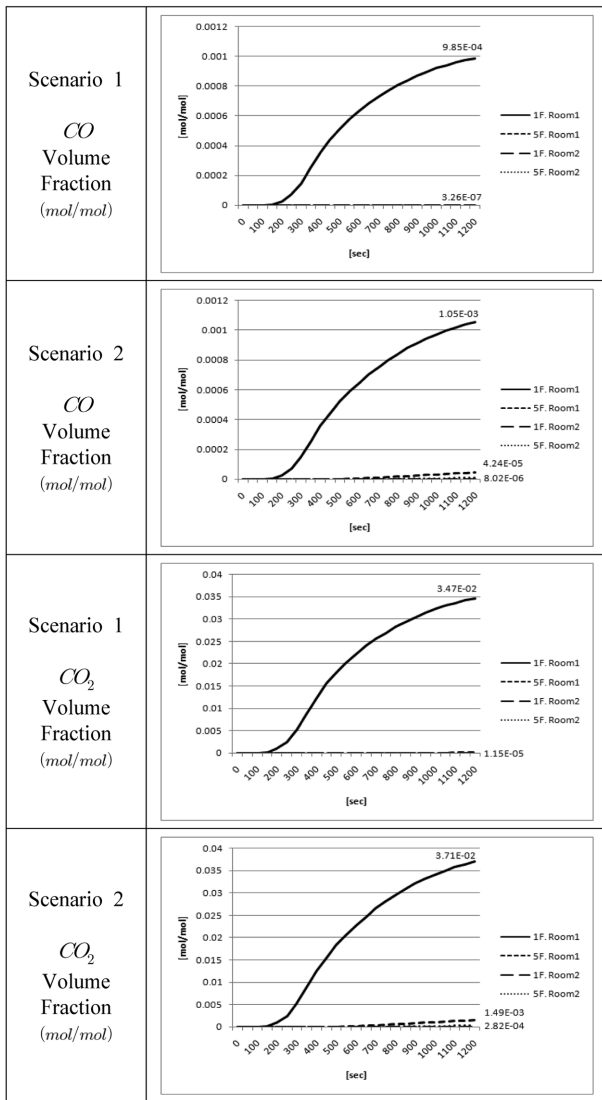 Scenario 1
CO
Volume
Fraction
(mol/mol)
[mol/mol]
0.0012
0.001
0.0008
0.0006
0.0004
0.0002
0
9.85E-04
3.26E-07
0 100 200 300 400 500 600 700 800 900 1000 1100 1200
[sec]
1F. Room1
5F. Room1
1F. Room2
5F. Room2
Scenario 2
CO
Volume
Fraction
(mol/mol)
[mol/mol]
0.0012
0.001
0.0008
0.0006
0.0004
0.0002
0
1.05E-03
4.24E-05
8.02E-06
0 100 200 300 400 500 600 700 800 900 1000 1100 1200
[sec]
1F. Room1
5F. Room1
1F. Room2
5F. Room2
Scenario 1
CO₂
Volume
Fraction
(mol/mol)
[mol/mol]
0.04
0.035
0.03
0.025
0.02
0.015
0.01
0.005
0
3.47E-02
1.15E-05
0 100 200 300 400 500 600 700 800 900 1000 1100 1200
[sec]
1F. Room1
5F. Room1
1F. Room2
5F. Room2
Scenario 2
CO₂
Volume
Fraction
(mol/mol)
[mol/mol]
0.04
0.035
0.03
0.025
0.02
0.015
0.01
0.005
0
3.71E-02
1.49E-03
2.82E-04
0 100 200 300 400 500 600 700 800 900 1000 1100 1200
[sec]
1F. Room1
5F. Room1
1F. Room2
5F. Room2